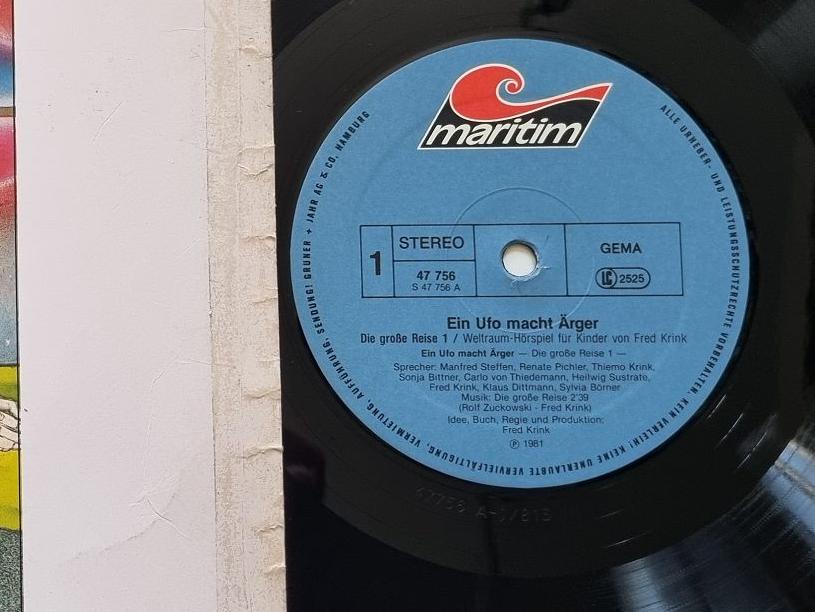 maritim
GRUNER + JAHR AG & CO. HAMBURG
ALLE URHEBER- UND LEISTUNGSSCHUTZRECHTE VORBEHALTEN. KEIN VERLEIH! KEINE UNERLAUBTE VERVIELFÄLTIGUNG, VERMIETUNG, AUFFÜHRUNG, SENDUNG!
1
STEREO
47 756
S 47 756 A
GEMA
LC 2525
Ein Ufo macht Ärger
Die große Reise 1 / Weltraum-Hörspiel für Kinder von Fred Krink
Ein Ufo macht Ärger — Die große Reise 1 —
Sprecher: Manfred Steffen, Renate Pichler, Thiemo Krink,
Sonja Bittner, Carlo von Thiedemann, Hellwig Sustrate,
Fred Krink, Klaus Dittmann, Sylvia Börner
Musik: Die große Reise 2'39
(Rolf Zuckowski - Fred Krink)
Idee, Buch, Regie und Produktion:
Fred Krink
Ⓟ 1981